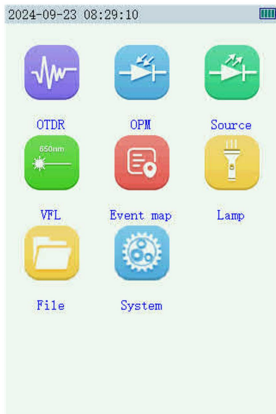 2024-09-23 08:29:10
OTDR OPM Source
650nm
VFL Event map Lamp
File System